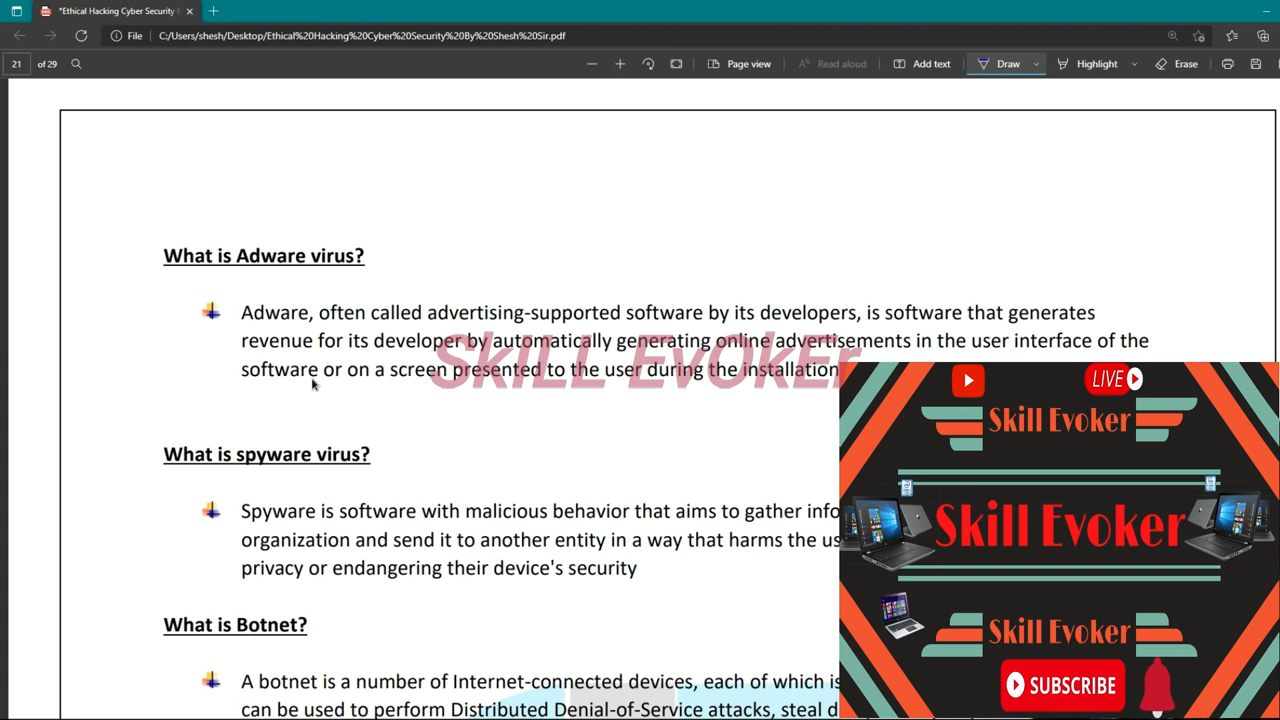 *Ethical Hacking Cyber Security
File C:/Users/shesh/Desktop/Ethical%20Hacking%20Cyber%20Security%20By%20Shesh%20Sir.pdf
21 of 29 Page view Read aloud Add text Draw Highlight Erase
What is Adware virus?
Adware, often called advertising-supported software by its developers, is software that generates
revenue for its developer by automatically generating online advertisements in the user interface of the
software or on a screen presented to the user during the installation
SkILL EvOkEr
What is spyware virus?
Spyware is software with malicious behavior that aims to gather info
organization and send it to another entity in a way that harms the us
privacy or endangering their device's security
What is Botnet?
A botnet is a number of Internet-connected devices, each of which is
can be used to perform Distributed Denial-of-Service attacks, steal d
LIVE
Skill Evoker
Skill Evoker
Skill Evoker
SUBSCRIBE